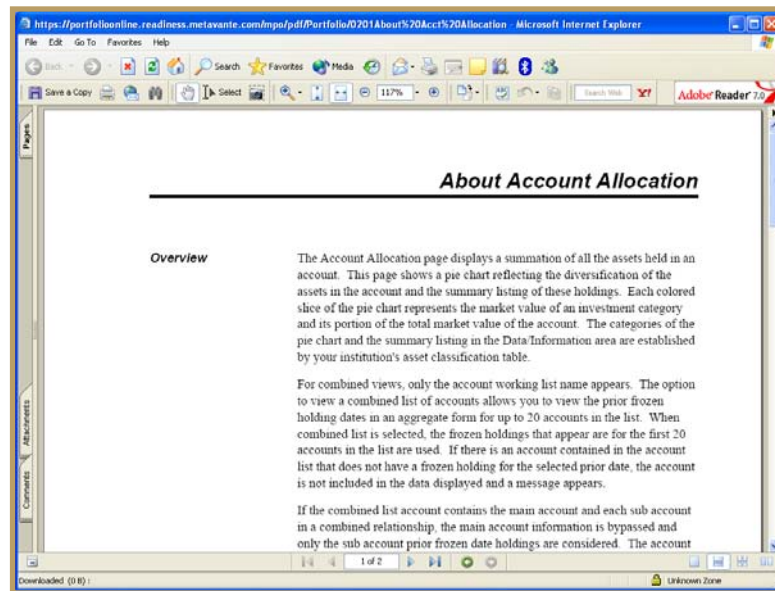 https://portfolioonline.readiness.metavante.com/mpo/pdf/Portfolio/0201About%20Acct%20Allocation - Microsoft Internet Explorer
File Edit Go To Favorites Help
Back Search Favorites Media
Save a Copy Select 117% Search Web Y! Adobe Reader 7.0
Pages
About Account Allocation
Overview
The Account Allocation page displays a summation of all the assets held in an
account. This page shows a pie chart reflecting the diversification of the
assets in the account and the summary listing of these holdings. Each colored
slice of the pie chart represents the market value of an investment category
and its portion of the total market value of the account. The categories of the
pie chart and the summary listing in the Data/Information area are established
by your institution's asset classification table.
For combined views, only the account working list name appears. The option
to view a combined list of accounts allows you to view the prior frozen
holding dates in an aggregate form for up to 20 accounts in the list. When
combined list is selected, the frozen holdings that appear are for the first 20
accounts in the list are used. If there is an account contained in the account
list that does not have a frozen holding for the selected prior date, the account
is not included in the data displayed and a message appears.
If the combined list account contains the main account and each sub account
in a combined relationship, the main account information is bypassed and
only the sub account prior frozen date holdings are considered. The account
Attachments
Comments
1 of 2
Downloaded (0 B) :
Unknown Zone